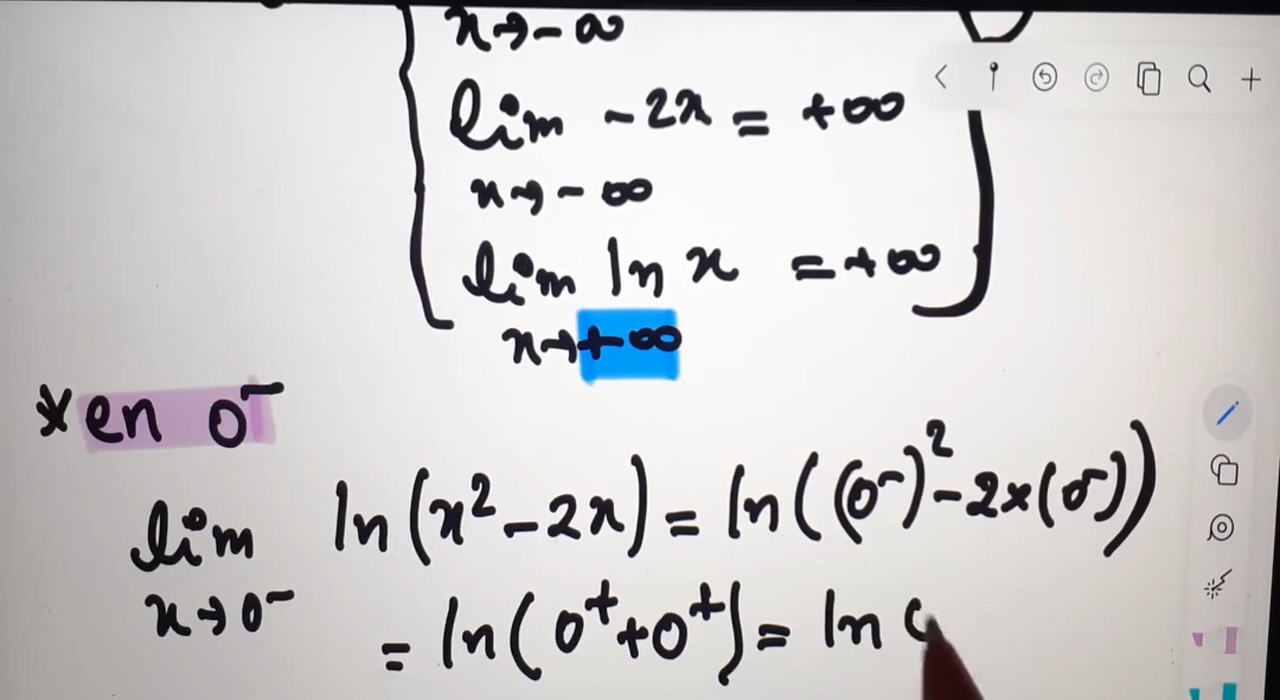 x→-∞
lim -2x = +∞
x→-∞
lim ln x = +∞
x→+∞
* en 0⁻
lim ln(x²-2x) = ln((0⁻)²-2×(0⁻))
x→0⁻
= ln(0⁺+0⁺) = ln